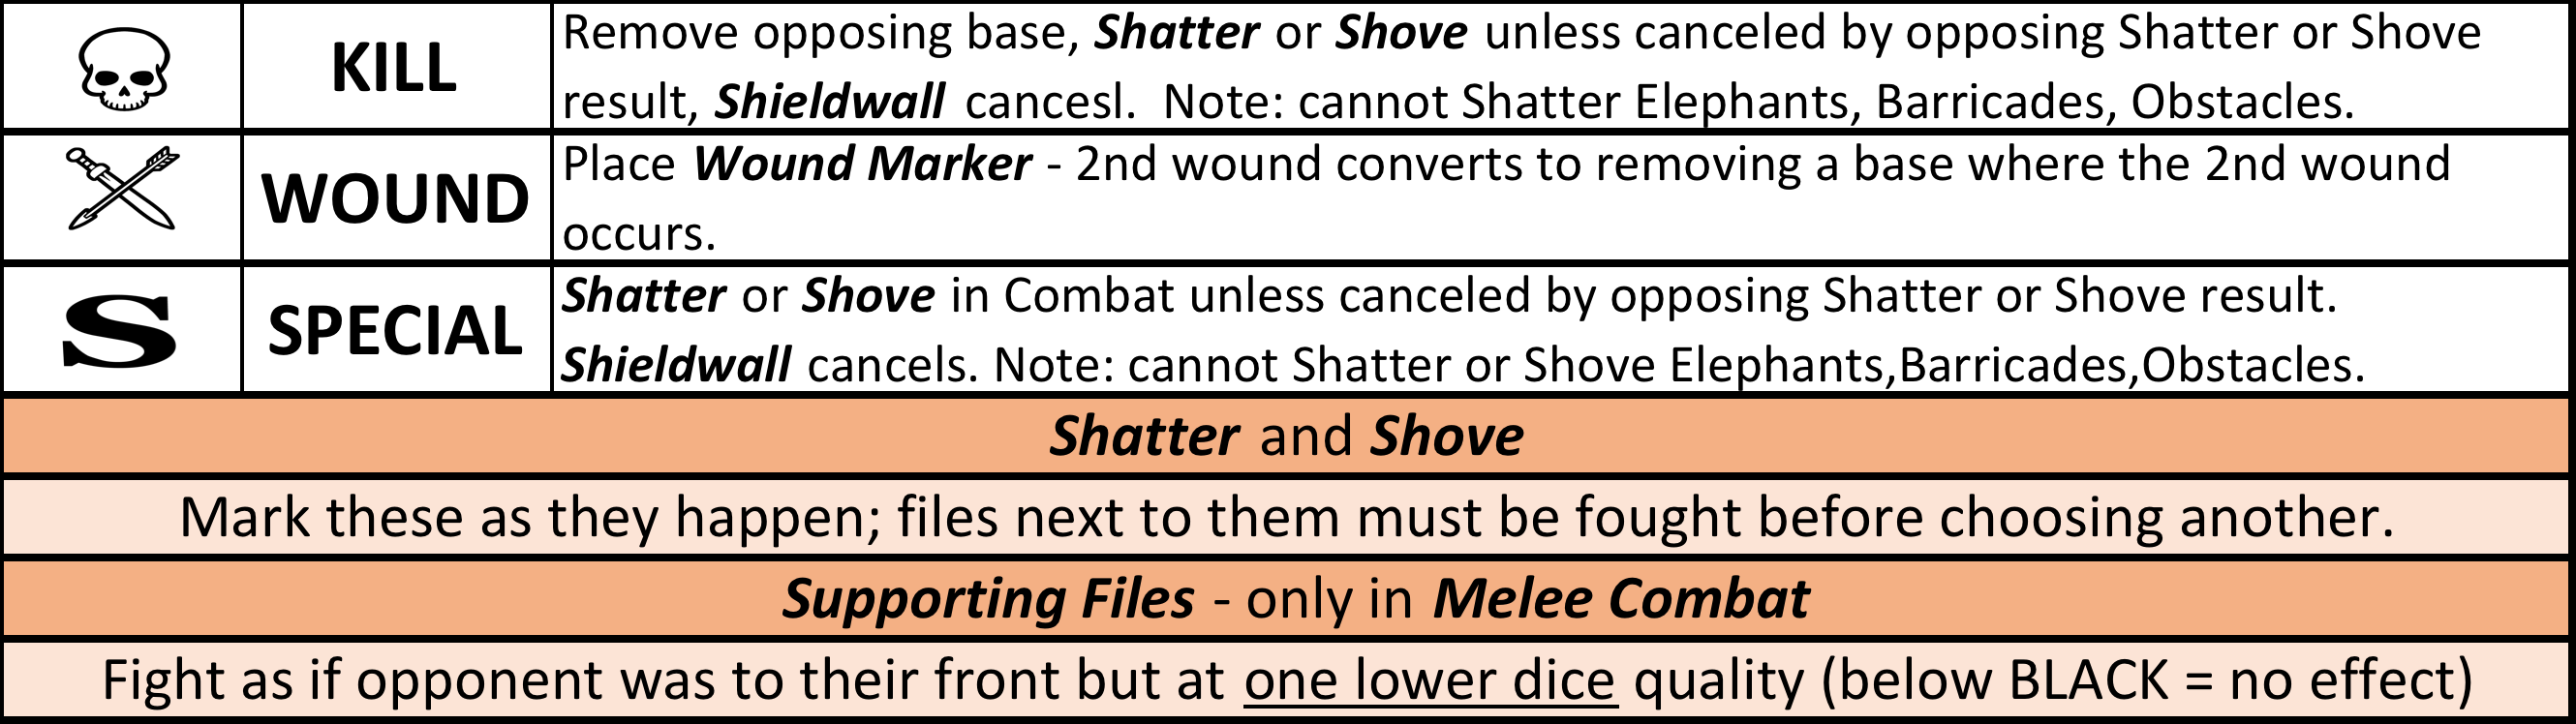 KILL
Remove opposing base, Shatter or Shove unless canceled by opposing Shatter or Shove
result, Shieldwall cancesl. Note: cannot Shatter Elephants, Barricades, Obstacles.
WOUND
Place Wound Marker - 2nd wound converts to removing a base where the 2nd wound
occurs.
S
SPECIAL
Shatter or Shove in Combat unless canceled by opposing Shatter or Shove result.
Shieldwall cancels. Note: cannot Shatter or Shove Elephants,Barricades,Obstacles.
Shatter and Shove
Mark these as they happen; files next to them must be fought before choosing another.
Supporting Files - only in Melee Combat
Fight as if opponent was to their front but at one lower dice quality (below BLACK = no effect)